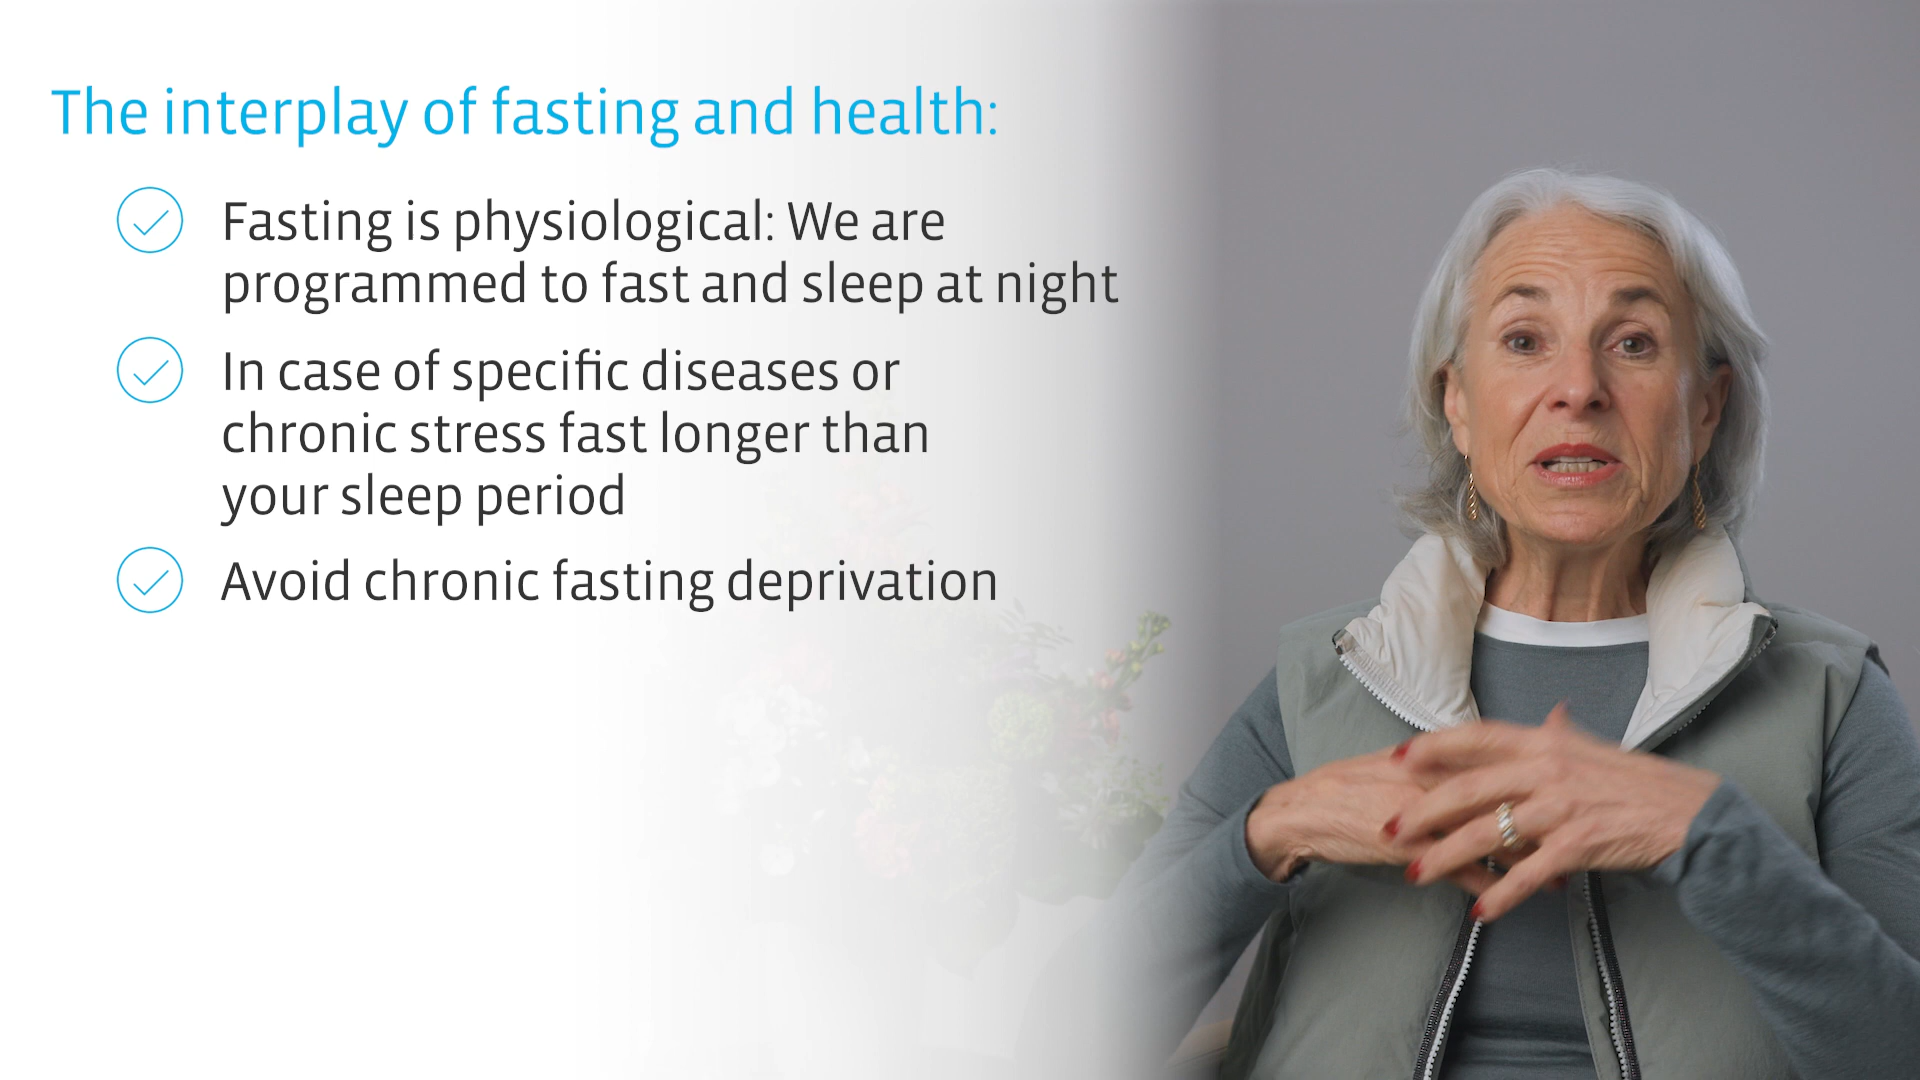 The interplay of fasting and health:
Fasting is physiological: We are
programmed to fast and sleep at night
In case of specific diseases or
chronic stress fast longer than
your sleep period
Avoid chronic fasting deprivation